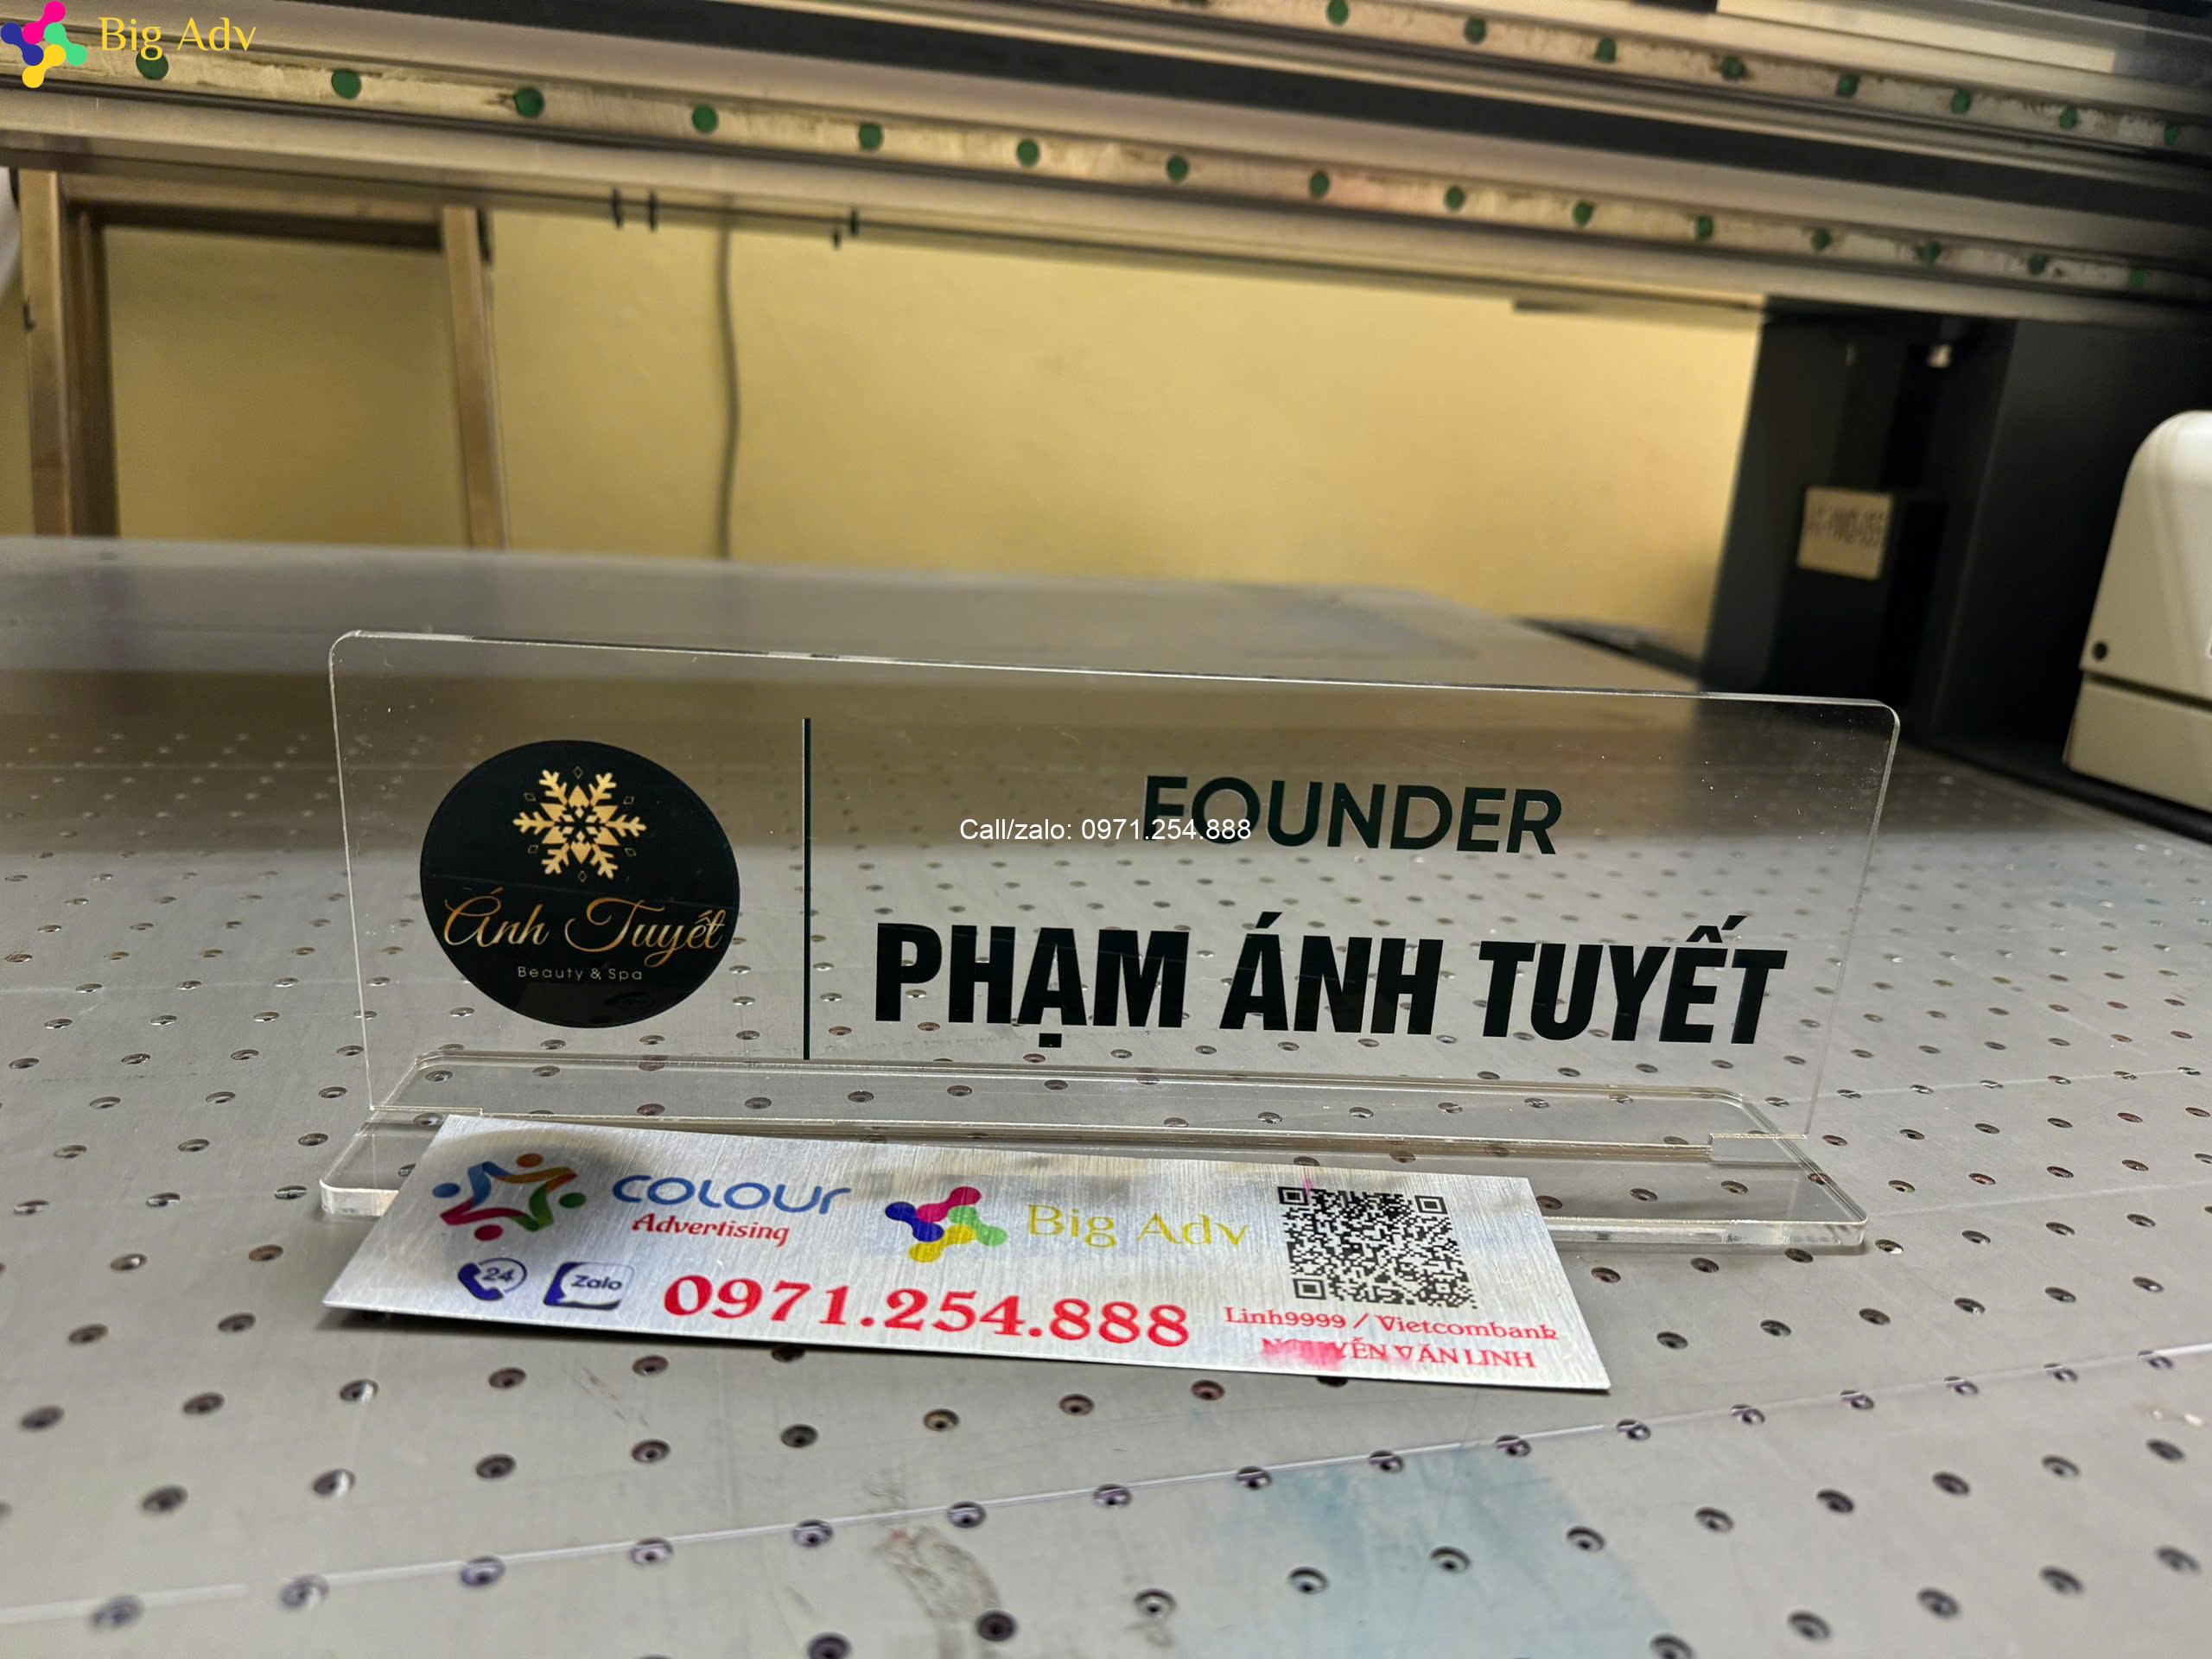 Big Adv
FOUNDER
Call/zalo: 0971.254.888
PHẠM ÁNH TUYẾT
Ánh Tuyết
Beauty & Spa
COLOUR
Advertising
Big Adv
24
Zalo
0971.254.888
Linh9999 / Vietcombank
VĂN LINH